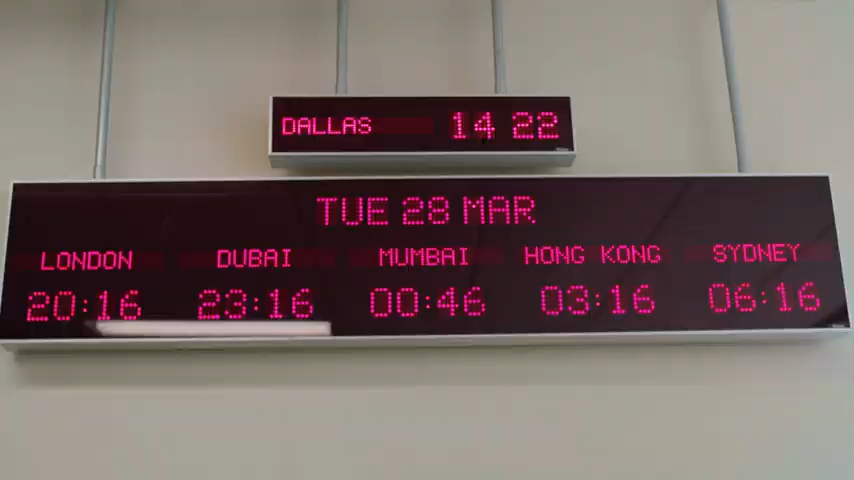 DALLAS 14 22
TUE 28 MAR
LONDON DUBAI MUMBAI HONG KONG SYDNEY
20:16 23:16 00:46 03:16 06:16